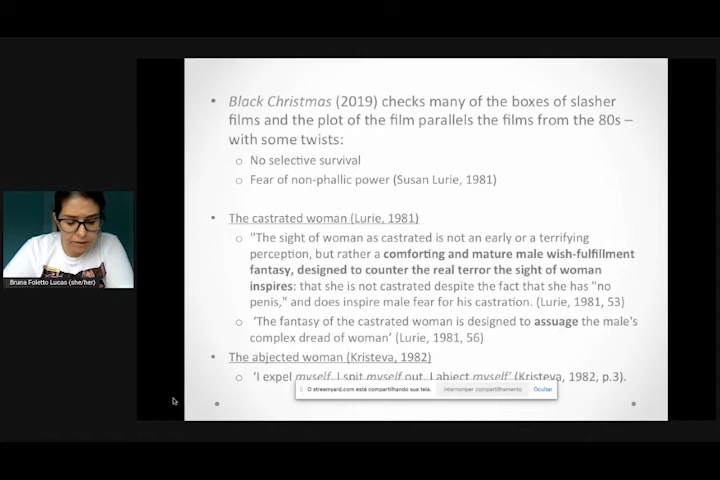 • Black Christmas (2019) checks many of the boxes of slasher
films and the plot of the film parallels the films from the 80s –
with some twists:
o No selective survival
o Fear of non-phallic power (Susan Lurie, 1981)
• The castrated woman (Lurie, 1981)
o "The sight of woman as castrated is not an early or a terrifying
perception, but rather a comforting and mature male wish-fulfillment
fantasy, designed to counter the real terror the sight of woman
inspires: that she is not castrated despite the fact that she has "no
penis," and does inspire male fear for his castration. (Lurie, 1981, 53)
o 'The fantasy of the castrated woman is designed to assuage the male's
complex dread of woman' (Lurie, 1981, 56)
• The abjected woman (Kristeva, 1982)
o 'I expel myself, I spit myself out, I abject myself' (Kristeva, 1982, p.3).
O streamyard.com está compartilhando sua tela. Interromper compartilhamento Ocultar
Bruna Foletto Lucas (she/her)